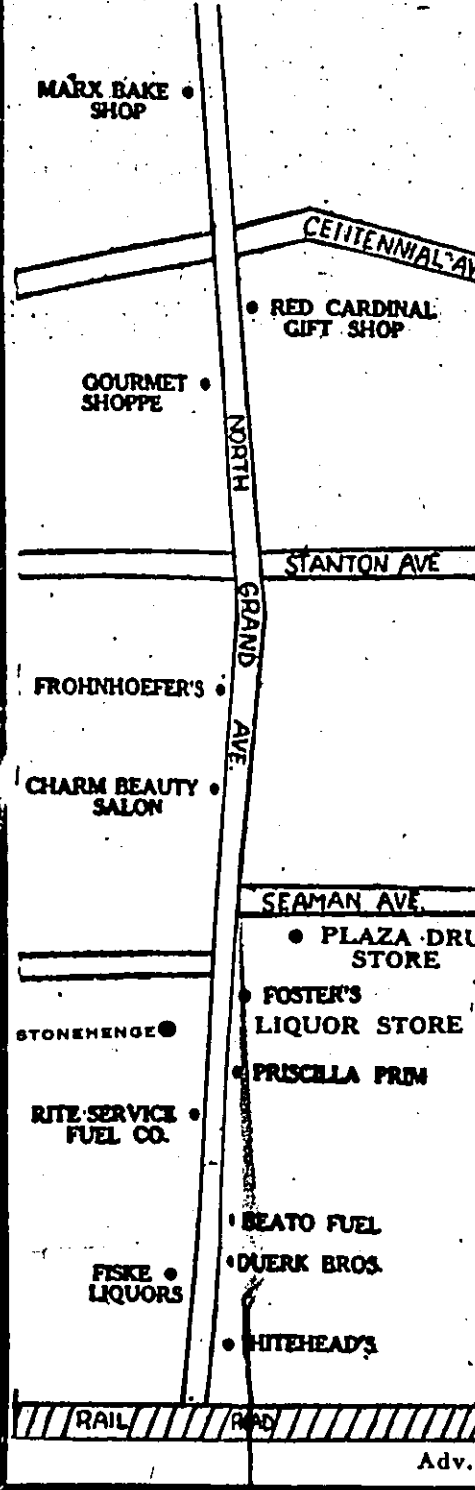 MARX BAKE
SHOP
CENTENNIAL AV
RED CARDINAL
GIFT SHOP
GOURMET
SHOPPE
NORTH
STANTON AVE
GRAND
FROHNHOEFER'S
AVE.
CHARM BEAUTY
SALON
SEAMAN AVE.
PLAZA DRU
STORE
FOSTER'S
LIQUOR STORE
STONEHENGE
PRISCILLA PRIM
RITE SERVICE
FUEL CO.
BEATO FUEL
DUERK BROS.
FISKE
LIQUORS
HITEHEAD'S
RAIL ROAD
Adv.